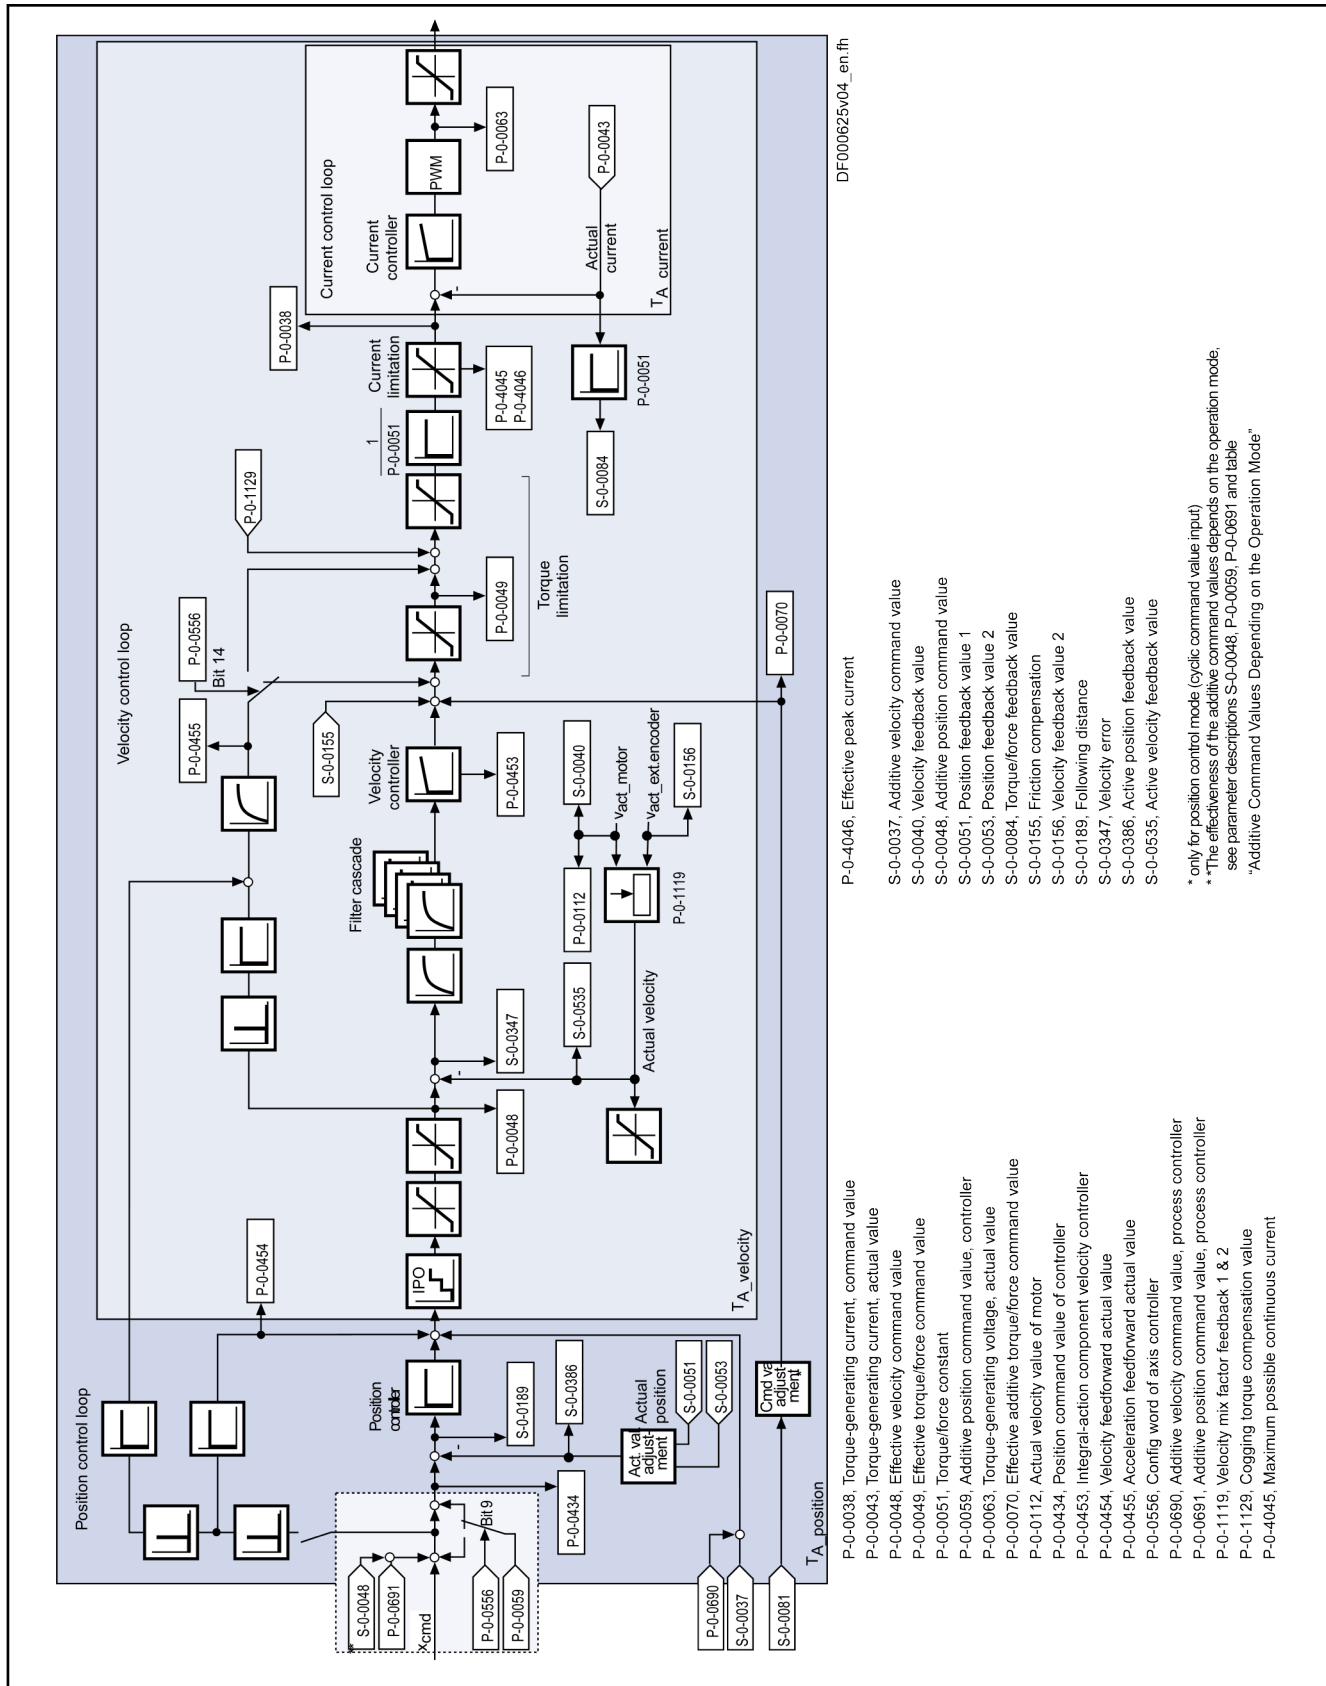 Position control loop
Velocity control loop
Current control loop
P-0-0454
P-0-0455
P-0-0556
Bit 14
P-0-1129
P-0-0038
S-0-0155
**
S-0-0048
P-0-0691
xcmd
P-0-0556
P-0-0059
Bit 9
P-0-0434
S-0-0189
S-0-0386
Position
controller
Act. val.
adjust-
ment
Actual
position
S-0-0051
S-0-0053
P-0-0690
S-0-0037
S-0-0081
Cmd va
adjust-
ment
TA_position
IPO
TA_velocity
P-0-0048
S-0-0347
-
-
S-0-0535
Actual velocity
Filter cascade
Velocity
controller
P-0-0453
P-0-0112
S-0-0040
vact_motor
vact_ext.encoder
S-0-0156
P-0-1119
P-0-0070
P-0-0049
Torque
limitation
1
P-0-0051
Current
limitation
P-0-4045
P-0-4046
Current
controller
PWM
P-0-0063
-
P-0-0043
Actual
current
TA_current
P-0-0051
S-0-0084
DF000625v04_en.fh
P-0-0038, Torque-generating current, command value
P-0-0043, Torque-generating current, actual value
P-0-0048, Effective velocity command value
P-0-0049, Effective torque/force command value
P-0-0051, Torque/force constant
P-0-0059, Additive position command value, controller
P-0-0063, Torque-generating voltage, actual value
P-0-0070, Effective additive torque/force command value
P-0-0112, Actual velocity value of motor
P-0-0434, Position command value of controller
P-0-0453, Integral-action component velocity controller
P-0-0454, Velocity feedforward actual value
P-0-0455, Acceleration feedforward actual value
P-0-0556, Config word of axis controller
P-0-0690, Additive velocity command value, process controller
P-0-0691, Additive position command value, process controller
P-0-1119, Velocity mix factor feedback 1 & 2
P-0-1129, Cogging torque compensation value
P-0-4045, Maximum possible continuous current
P-0-4046, Effective peak current
S-0-0037, Additive velocity command value
S-0-0040, Velocity feedback value
S-0-0048, Additive position command value
S-0-0051, Position feedback value 1
S-0-0053, Position feedback value 2
S-0-0084, Torque/force feedback value
S-0-0155, Friction compensation
S-0-0156, Velocity feedback value 2
S-0-0189, Following distance
S-0-0347, Velocity error
S-0-0386, Active position feedback value
S-0-0535, Active velocity feedback value
* only for position control mode (cyclic command value input)
* *The effectiveness of the additive command values depends on the operation mode,
see parameter descriptions S-0-0048, P-0-0059, P-0-0691 and table
“Additive Command Values Depending on the Operation Mode”